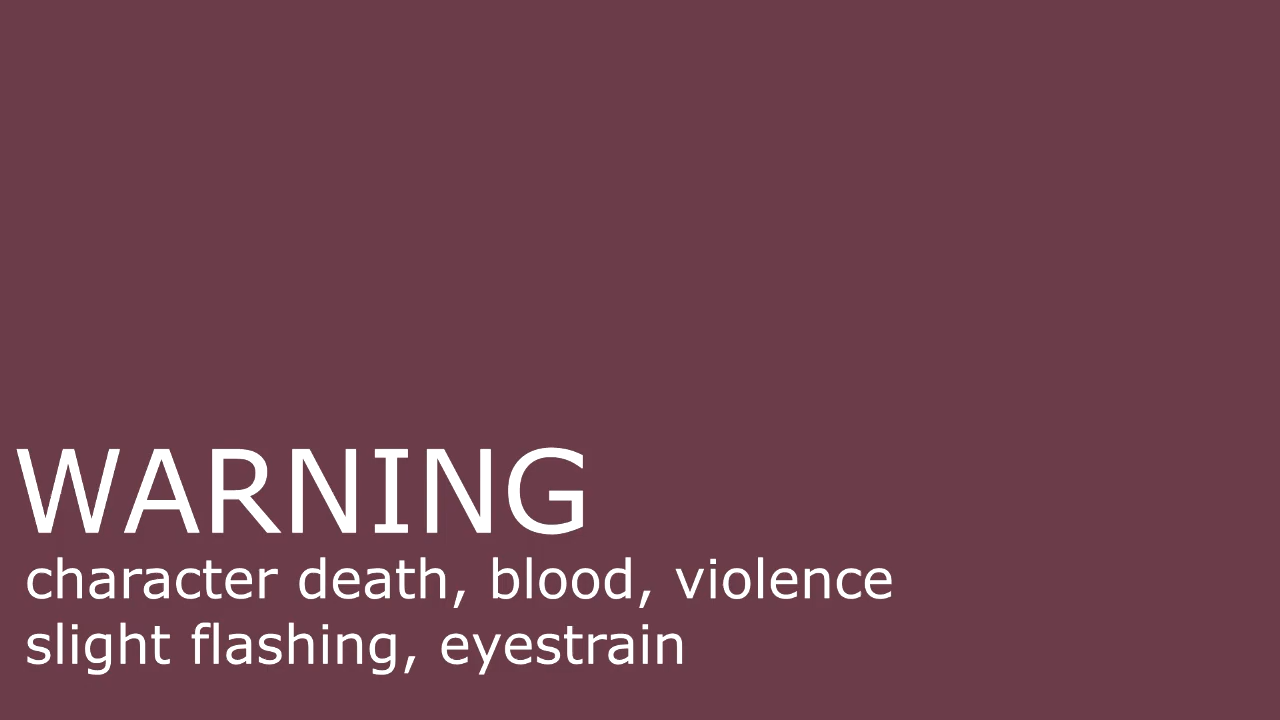 WARNING
character death, blood, violence
slight flashing, eyestrain